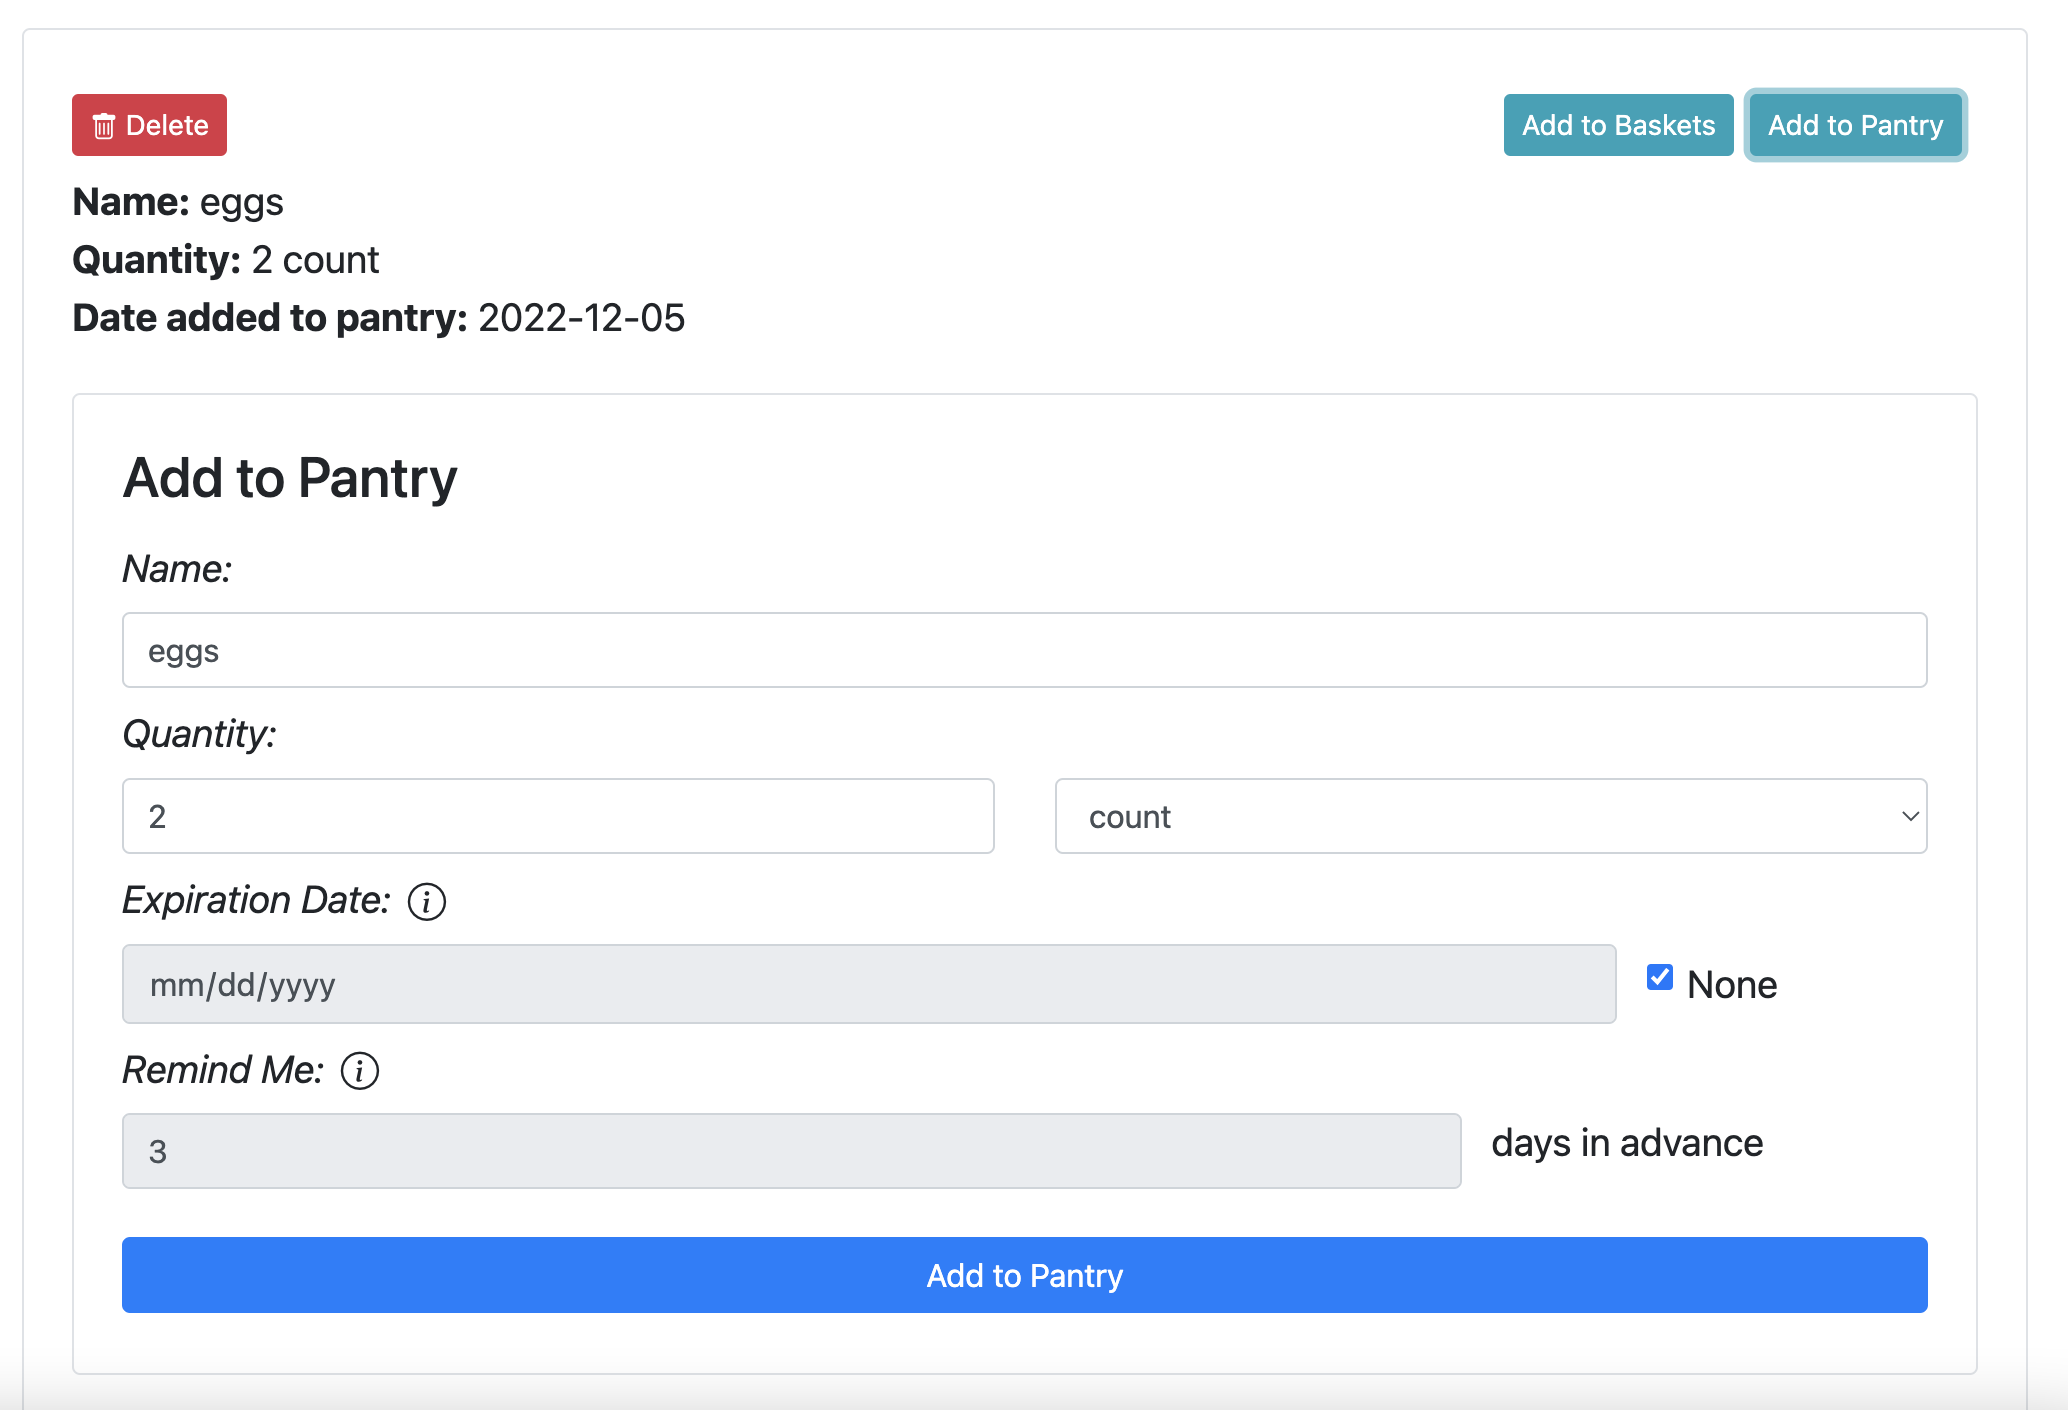 Delete
Add to Baskets
Add to Pantry
Name: eggs
Quantity: 2 count
Date added to pantry: 2022-12-05
Add to Pantry
Name:
eggs
Quantity:
2
count
Expiration Date: i
mm/dd/yyyy
None
Remind Me: i
3
days in advance
Add to Pantry